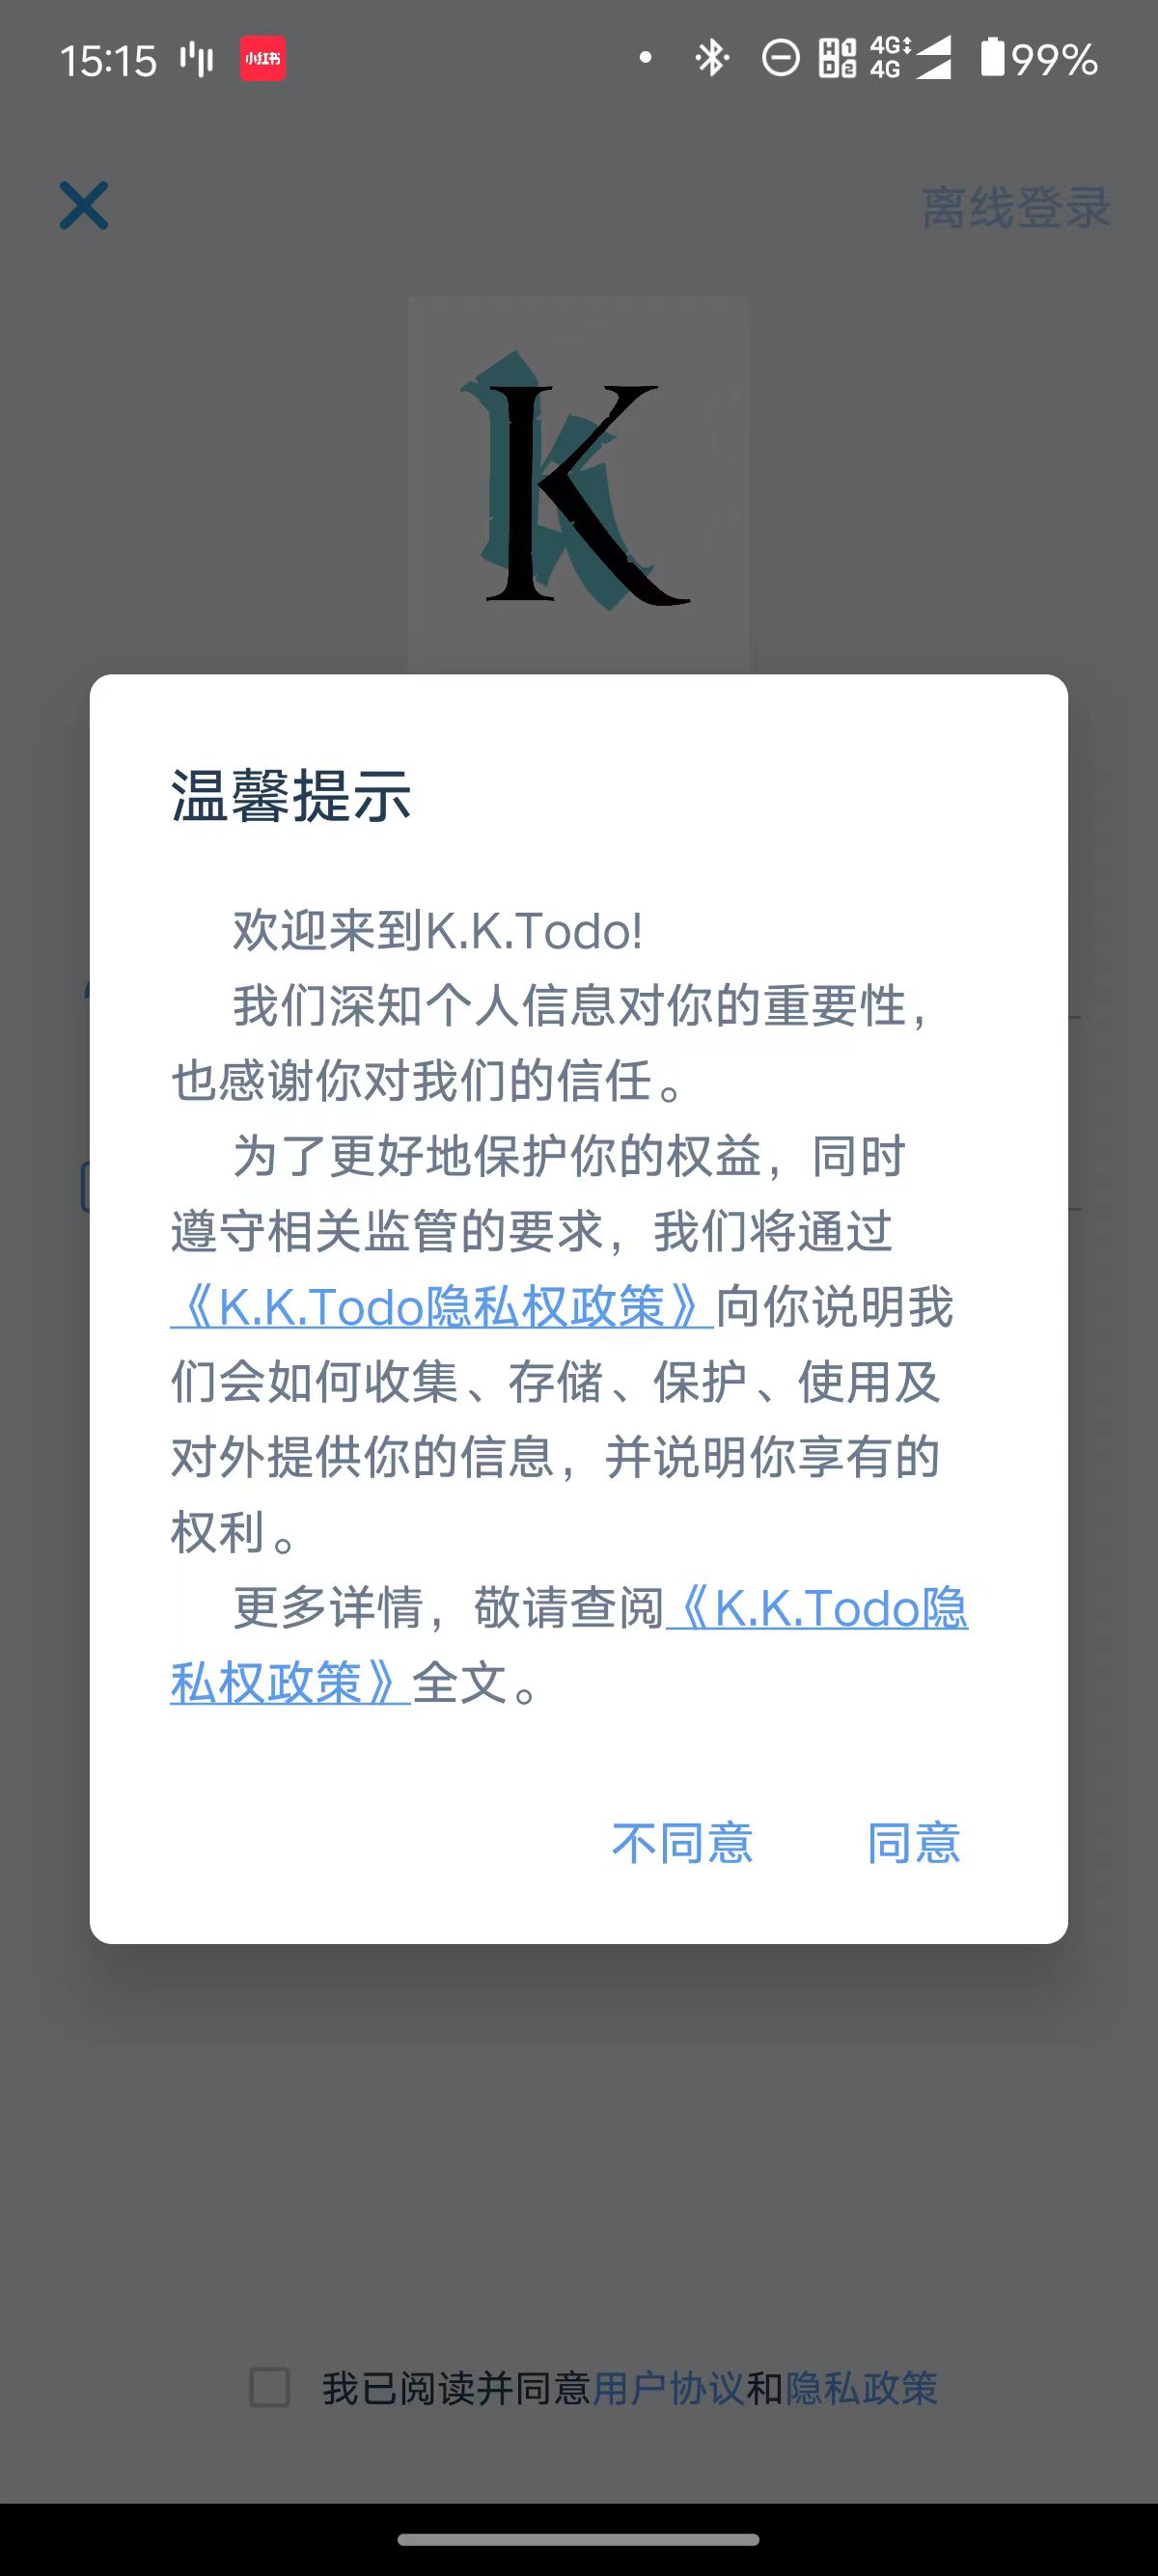 15:15 小红书 HD 1 2 4G 4G 99%
离线登录
K
温馨提示
欢迎来到K.K.Todo!
我们深知个人信息对你的重要性，
也感谢你对我们的信任。
为了更好地保护你的权益，同时
遵守相关监管的要求，我们将通过
《K.K.Todo隐私权政策》向你说明我
们会如何收集、存储、保护、使用及
对外提供你的信息，并说明你享有的
权利。
更多详情，敬请查阅《K.K.Todo隐
私权政策》全文。
不同意 同意
我已阅读并同意用户协议和隐私政策